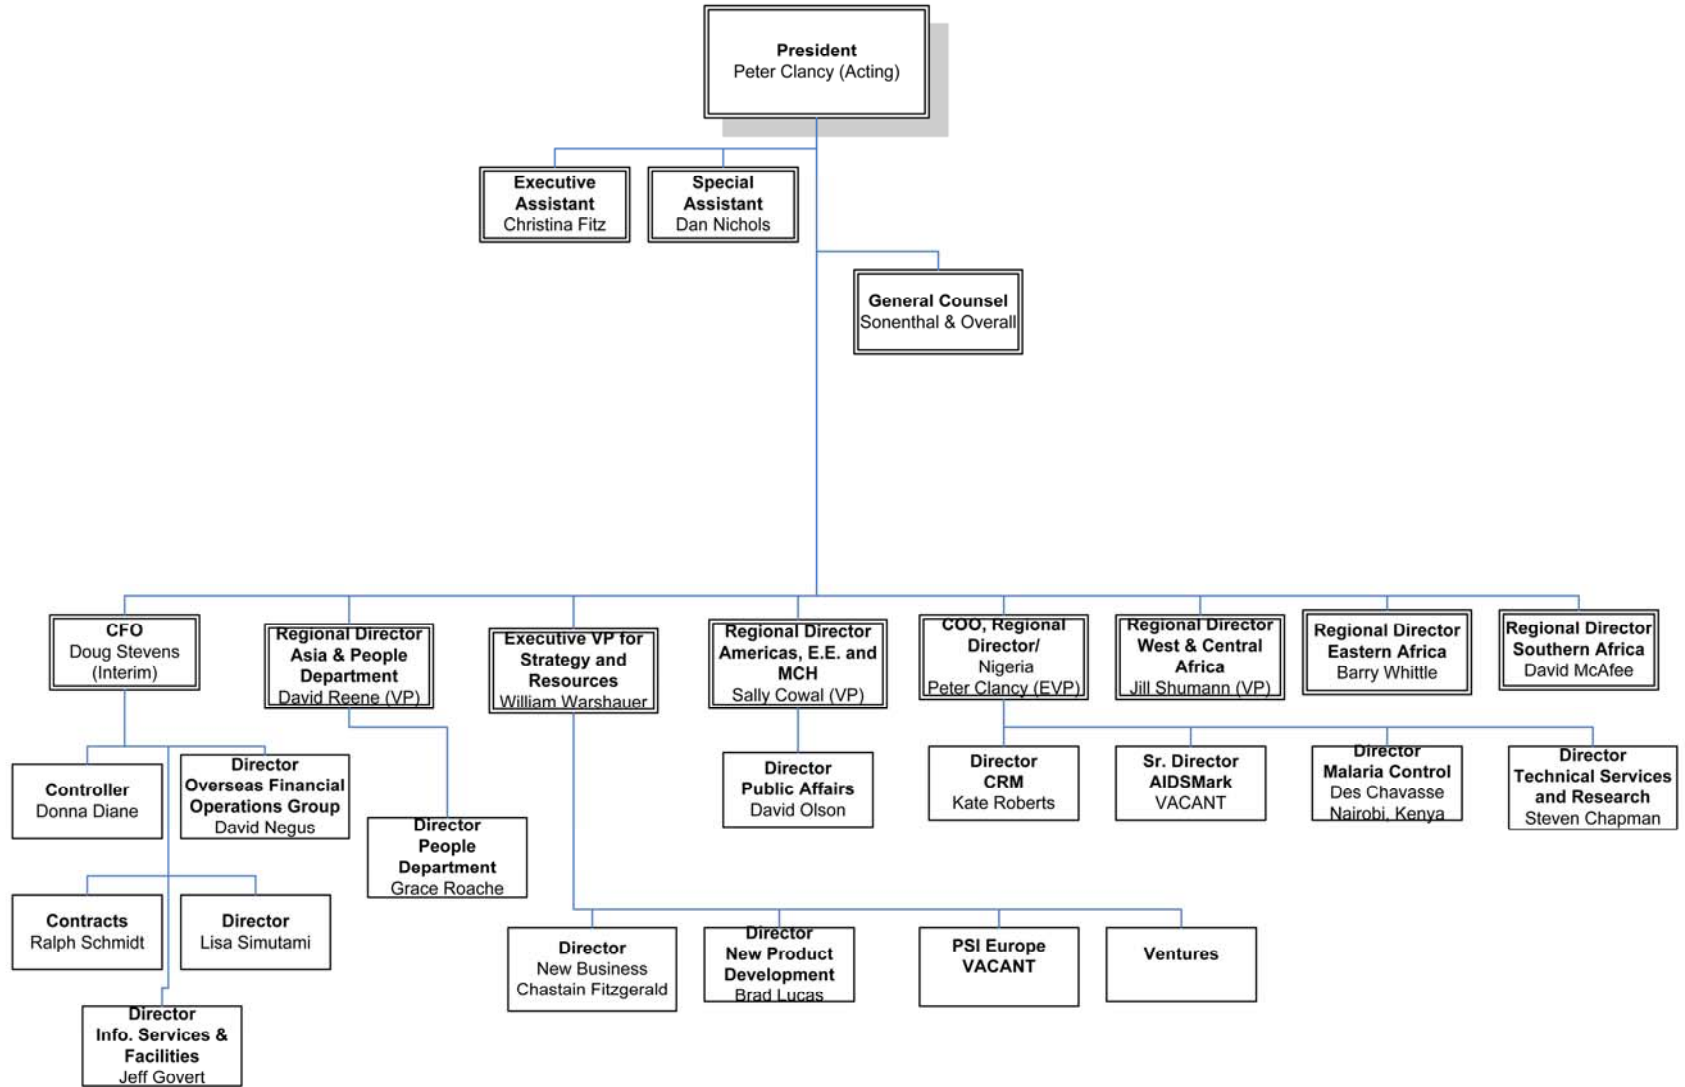 President
Peter Clancy (Acting)
Executive
Assistant
Christina Fitz
Special
Assistant
Dan Nichols
General Counsel
Sonenthal & Overall
CFO
Doug Stevens
(Interim)
Regional Director
Asia & People
Department
David Reene (VP)
Executive VP for
Strategy and
Resources
William Warshauer
Regional Director
Americas, E.E. and
MCH
Sally Cowal (VP)
COO, Regional
Director/
Nigeria
Peter Clancy (EVP)
Regional Director
West & Central
Africa
Jill Shumann (VP)
Regional Director
Eastern Africa
Barry Whittle
Regional Director
Southern Africa
David McAfee
Controller
Donna Diane
Director
Overseas Financial
Operations Group
David Negus
Director
People
Department
Grace Roache
Director
Public Affairs
David Olson
Director
CRM
Kate Roberts
Sr. Director
AIDSMark
VACANT
Director
Malaria Control
Des Chavasse
Nairobi, Kenya
Director
Technical Services
and Research
Steven Chapman
Contracts
Ralph Schmidt
Director
Lisa Simutami
Director
New Business
Chastain Fitzgerald
Director
New Product
Development
Brad Lucas
PSI Europe
VACANT
Ventures
Director
Info. Services &
Facilities
Jeff Govert